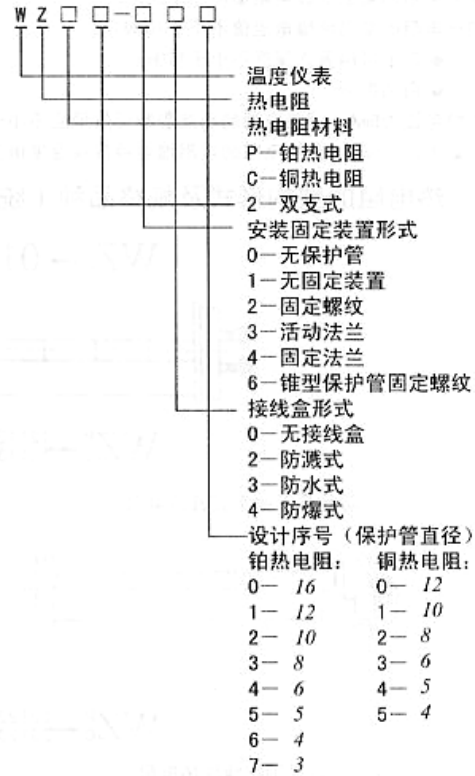 W Z □ □—□ □ □
温度仪表
热电阻
热电阻材料
P—铂热电阻
C—铜热电阻
2—双支式
安装固定装置形式
0—无保护管
1—无固定装置
2—固定螺纹
3—活动法兰
4—固定法兰
6—锥型保护管固定螺纹
接线盒形式
0—无接线盒
2—防溅式
3—防水式
4—防爆式
设计序号（保护管直径）
铂热电阻： 铜热电阻：
0— 16 0— 12
1— 12 1— 10
2— 10 2— 8
3— 8 3— 6
4— 6 4— 5
5— 5 5— 4
6— 4
7— 3